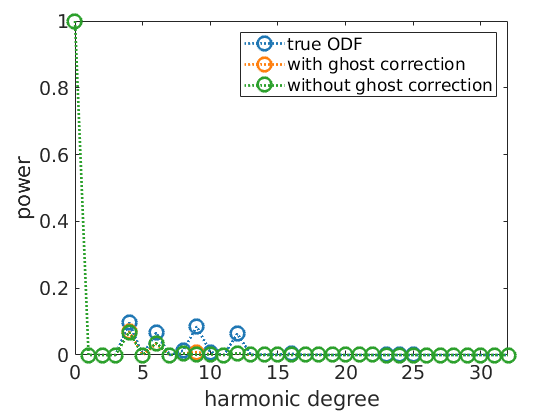 true ODF
with ghost correction
without ghost correction
1
0.8
0.6
0.4
0.2
0
power
0 5 10 15 20 25 30
harmonic degree